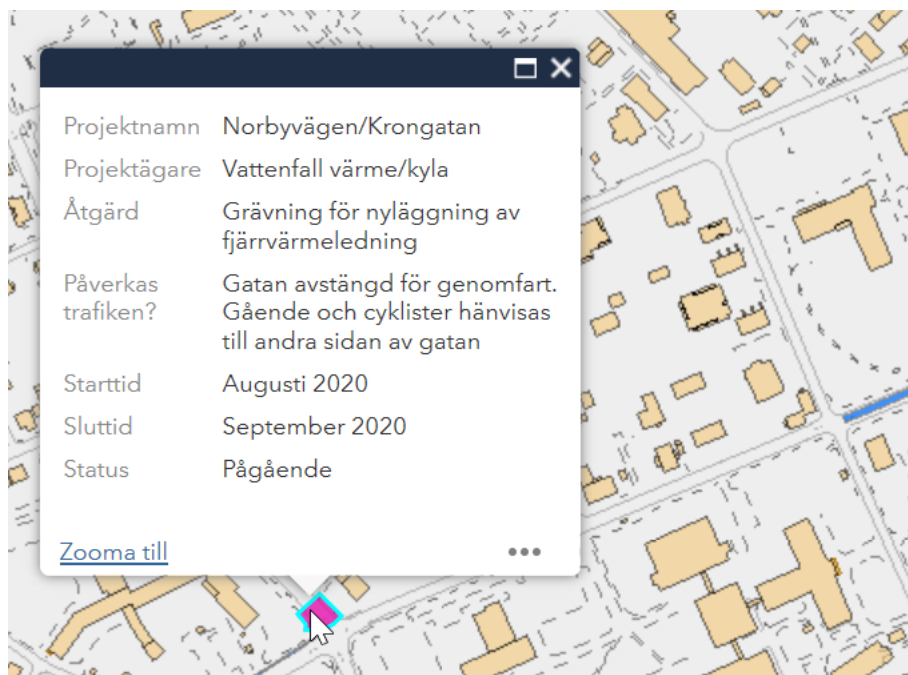 Projektnamn Norbyvägen/Krongatan
Projektägare Vattenfall värme/kyla
Åtgärd Grävning för nyläggning av
fjärrvärmeledning
Påverkas Gatan avstängd för genomfart.
trafiken? Gående och cyklister hänvisas
till andra sidan av gatan
Starttid Augusti 2020
Sluttid September 2020
Status Pågående
Zooma till